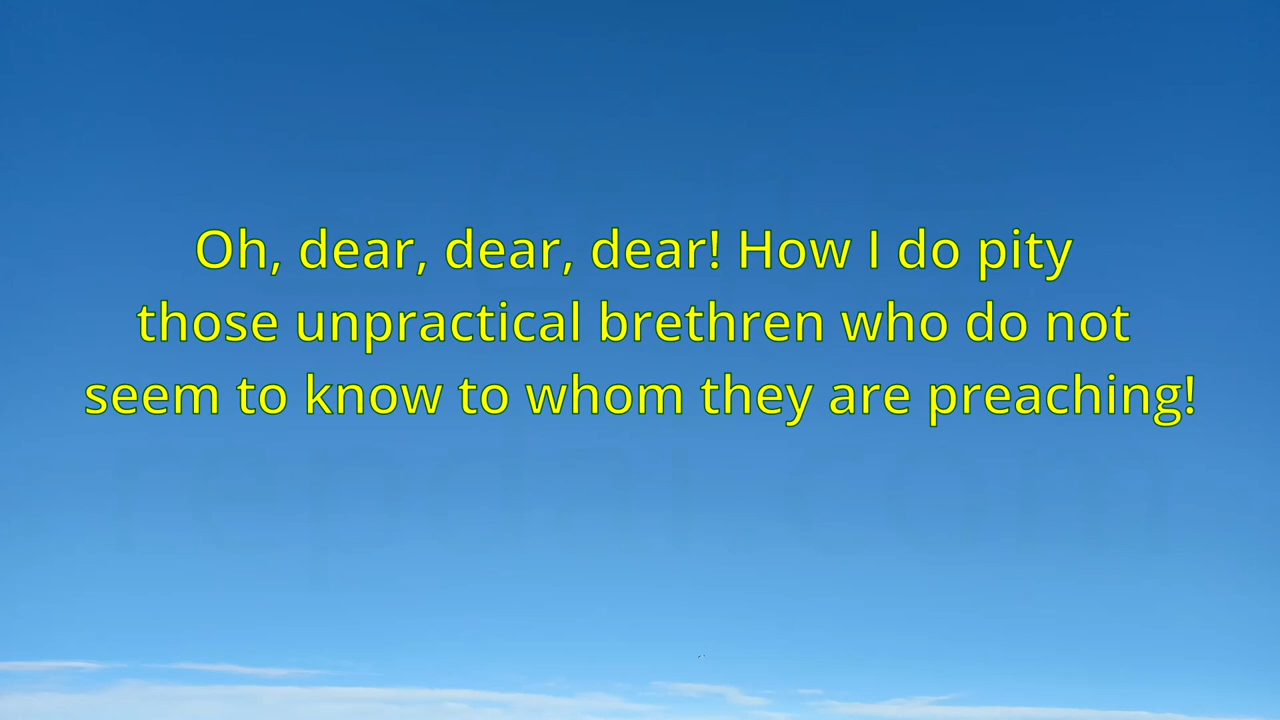 Oh, dear, dear, dear! How I do pity
those unpractical brethren who do not
seem to know to whom they are preaching!